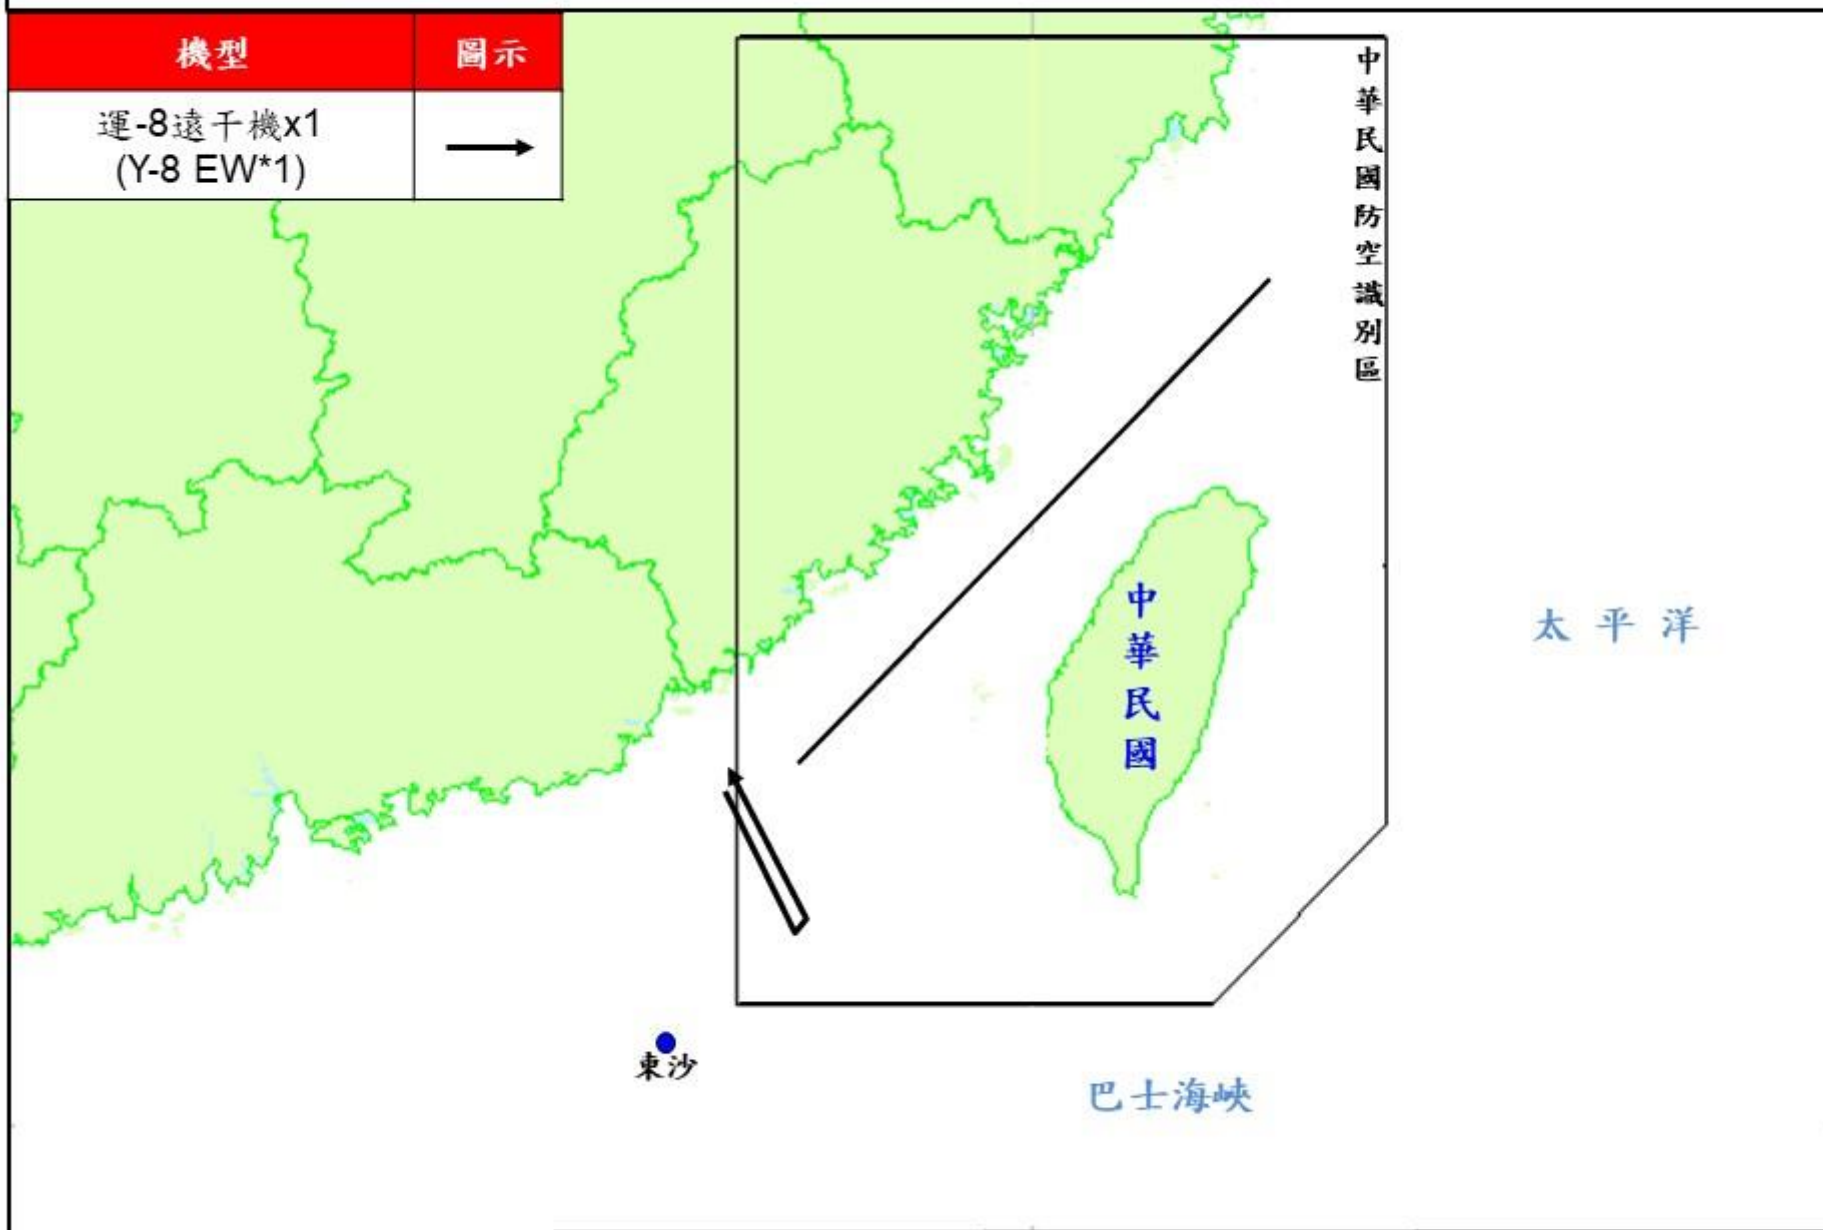 機型
圖示
運-8遠干機x1
(Y-8 EW*1)
中華民國防空識別區
中華民國
太平洋
東沙
巴士海峽